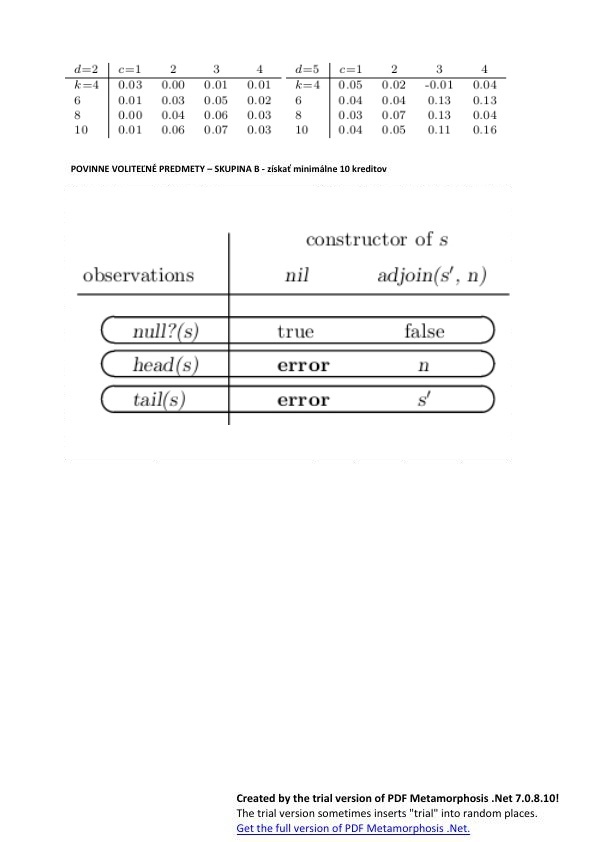 d=2 c=1 2 3 4 d=5 c=1 2 3 4
k=4 0.03 0.00 0.01 0.01 k=4 0.05 0.02 -0.01 0.04
6 0.01 0.03 0.05 0.02 6 0.04 0.04 0.13 0.13
8 0.00 0.04 0.06 0.03 8 0.03 0.07 0.13 0.04
10 0.01 0.06 0.07 0.03 10 0.04 0.05 0.11 0.16
POVINNE VOLITEĽNÉ PREDMETY – SKUPINA B - získať minimálne 10 kreditov
constructor of s
observations nil adjoin(s′, n)
null?(s) true false
head(s) error n
tail(s) error s′
Created by the trial version of PDF Metamorphosis .Net 7.0.8.10!
The trial version sometimes inserts "trial" into random places.
Get the full version of PDF Metamorphosis .Net.